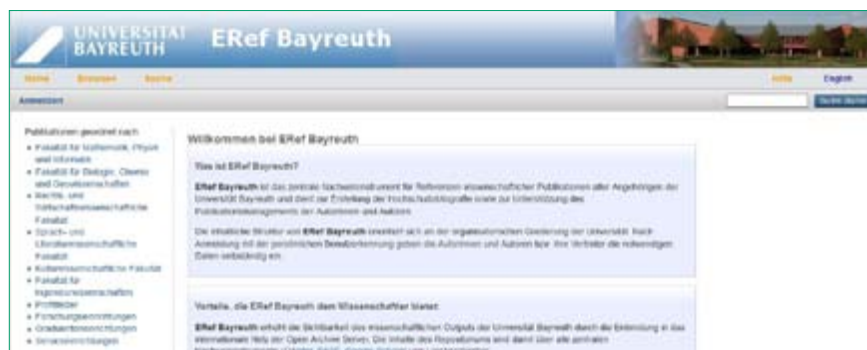 UNIVERSITÄT
BAYREUTH
ERef Bayreuth
Home Browsen Suche
Hilfe English
Anmelden
Publikationen geordnet nach
Fakultät für Mathematik, Physik
und Informatik
Fakultät für Biologie, Chemie
und Geowissenschaften
Rechts- und
Wirtschaftswissenschaftliche
Fakultät
Sprach- und
Literaturwissenschaftliche
Fakultät
Kulturwissenschaftliche Fakultät
Fakultät für
Ingenieurwissenschaften
Profilfelder
Forschungseinrichtungen
Graduierteneinrichtungen
Serviceeinrichtungen
Willkommen bei ERef Bayreuth
Was ist ERef Bayreuth?
ERef Bayreuth ist das zentrale Nachweisinstrument für Referenzen wissenschaftlicher Publikationen aller Angehörigen der
Universität Bayreuth und dient zur Erstellung der Hochschulbibliografie sowie zur Unterstützung des
Publikationsmanagements der Autorinnen und Autoren.
Die inhaltliche Struktur von ERef Bayreuth orientiert sich an der organisatorischen Gliederung der Universität. Nach
Anmeldung mit der persönlichen Benutzerkennung geben die Autorinnen und Autoren bzw. ihre Vertreter die notwendigen
Daten selbständig ein.
Vorteile, die ERef Bayreuth dem Wissenschaftler bietet:
ERef Bayreuth erhöht die Sichtbarkeit des wissenschaftlichen Outputs der Universität Bayreuth durch die Einbindung in das
internationale Netz der Open Archive Server. Die Inhalte des Repositoriums sind damit über alle zentralen